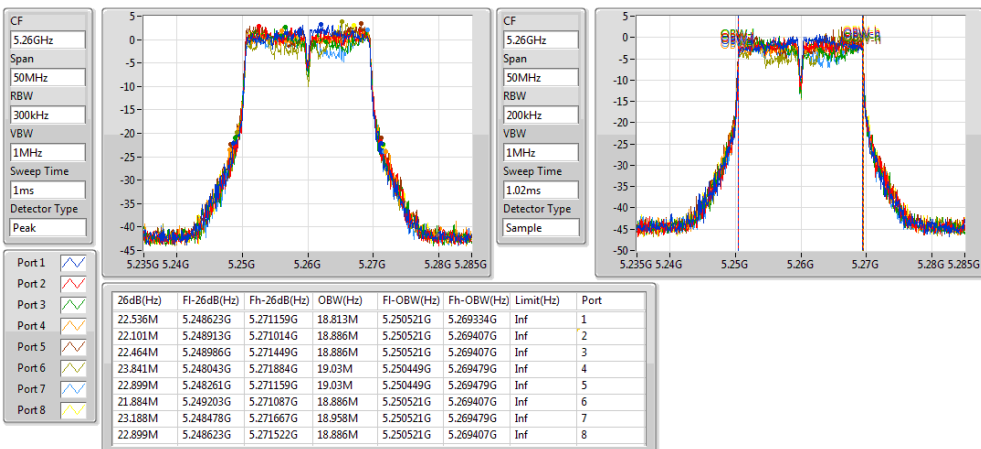 CF
5.26GHz
Span
50MHz
RBW
300kHz
VBW
1MHz
Sweep Time
1ms
Detector Type
Peak
5
0
-5
-10
-15
-20
-25
-30
-35
-40
-45
5.235G 5.24G 5.25G 5.26G 5.27G 5.28G 5.285G
CF
5.26GHz
Span
50MHz
RBW
200kHz
VBW
1MHz
Sweep Time
1.02ms
Detector Type
Sample
5
0
-5
-10
-15
-20
-25
-30
-35
-40
-45
-50
5.235G 5.24G 5.25G 5.26G 5.27G 5.28G 5.285G
Port 1
Port 2
Port 3
Port 4
Port 5
Port 6
Port 7
Port 8
26dB(Hz) Fl-26dB(Hz) Fh-26dB(Hz) OBW(Hz) Fl-OBW(Hz) Fh-OBW(Hz) Limit(Hz) Port
22.536M 5.248623G 5.271159G 18.813M 5.250521G 5.269334G Inf 1
22.101M 5.248913G 5.271014G 18.886M 5.250521G 5.269407G Inf 2
22.464M 5.248986G 5.271449G 18.886M 5.250521G 5.269407G Inf 3
23.841M 5.248043G 5.271884G 19.03M 5.250449G 5.269479G Inf 4
22.899M 5.248261G 5.271159G 19.03M 5.250449G 5.269479G Inf 5
21.884M 5.249203G 5.271087G 18.886M 5.250521G 5.269407G Inf 6
23.188M 5.248478G 5.271667G 18.958M 5.250521G 5.269479G Inf 7
22.899M 5.248623G 5.271522G 18.886M 5.250521G 5.269407G Inf 8